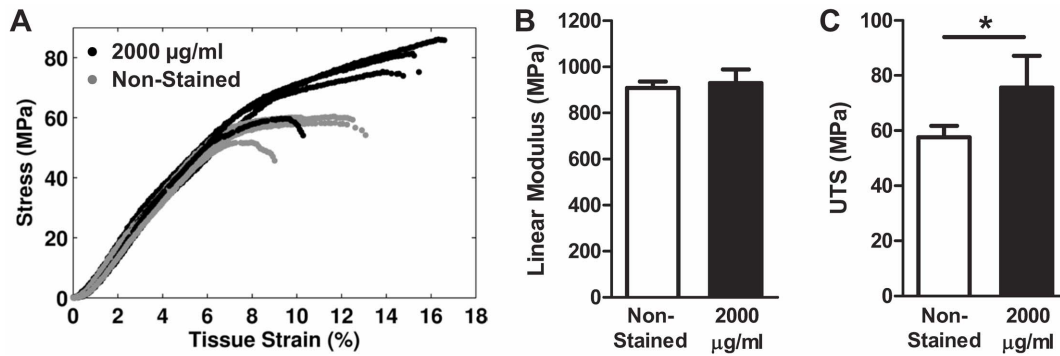 A
2000 µg/ml
Non-Stained
Stress (MPa)
80
60
40
20
0
0 2 4 6 8 10 12 14 16 18
Tissue Strain (%)
B
Linear Modulus (MPa)
1200
1000
800
600
400
200
0
Non-
Stained
2000
µg/ml
C
UTS (MPa)
100
80
60
40
20
0
*
Non-
Stained
2000
µg/ml